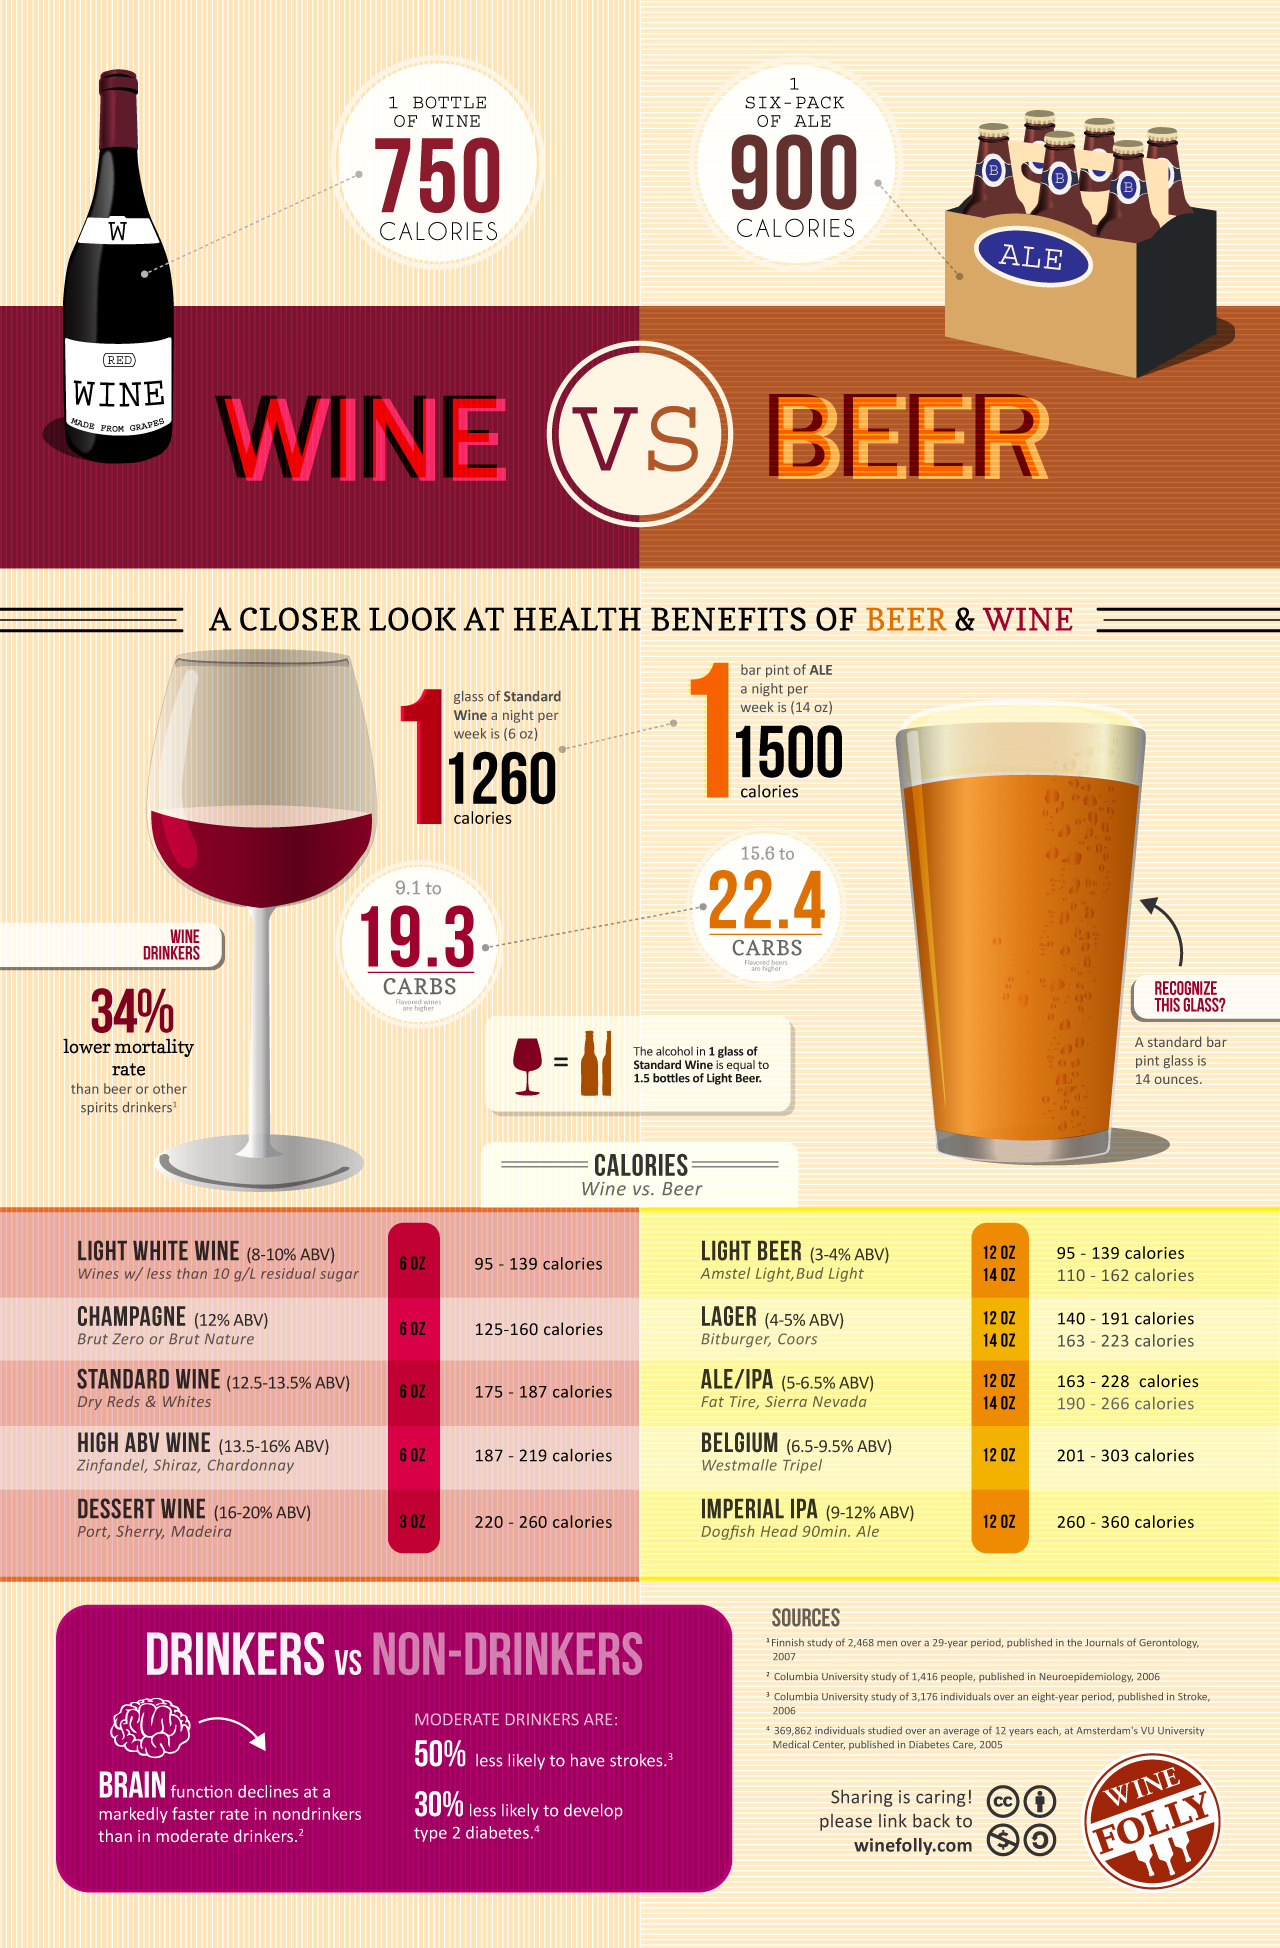 1 BOTTLE
OF WINE
750
CALORIES
1
SIX-PACK
OF ALE
900
CALORIES
W
RED
WINE
MADE FROM GRAPES
B
B
B
ALE
WINE
VS
BEER
A CLOSER LOOK AT HEALTH BENEFITS OF BEER & WINE
1
glass of Standard
Wine a night per
week is (6 oz)
1260
calories
1
bar pint of ALE
a night per
week is (14 oz)
1500
calories
9.1 to
19.3
CARBS
Flavored wines
are higher
15.6 to
22.4
CARBS
Flavored beers
are higher
WINE
DRINKERS
34%
lower mortality
rate
than beer or other
spirits drinkers¹
RECOGNIZE
THIS GLASS?
A standard bar
pint glass is
14 ounces.
=
The alcohol in 1 glass of
Standard Wine is equal to
1.5 bottles of Light Beer.
CALORIES
Wine vs. Beer
LIGHT WHITE WINE (8-10% ABV)
Wines w/ less than 10 g/L residual sugar
6 OZ
95 - 139 calories
CHAMPAGNE (12% ABV)
Brut Zero or Brut Nature
6 OZ
125-160 calories
STANDARD WINE (12.5-13.5% ABV)
Dry Reds & Whites
6 OZ
175 - 187 calories
HIGH ABV WINE (13.5-16% ABV)
Zinfandel, Shiraz, Chardonnay
6 OZ
187 - 219 calories
DESSERT WINE (16-20% ABV)
Port, Sherry, Madeira
3 OZ
220 - 260 calories
LIGHT BEER (3-4% ABV)
Amstel Light,Bud Light
12 OZ 95 - 139 calories
14 OZ 110 - 162 calories
LAGER (4-5% ABV)
Bitburger, Coors
12 OZ 140 - 191 calories
14 OZ 163 - 223 calories
ALE/IPA (5-6.5% ABV)
Fat Tire, Sierra Nevada
12 OZ 163 - 228 calories
14 OZ 190 - 266 calories
BELGIUM (6.5-9.5% ABV)
Westmalle Tripel
12 OZ 201 - 303 calories
IMPERIAL IPA (9-12% ABV)
Dogfish Head 90min. Ale
12 OZ 260 - 360 calories
DRINKERS VS NON-DRINKERS
BRAIN function declines at a
markedly faster rate in nondrinkers
than in moderate drinkers.²
MODERATE DRINKERS ARE:
50% less likely to have strokes.³
30% less likely to develop
type 2 diabetes.⁴
SOURCES
¹ Finnish study of 2,468 men over a 29-year period, published in the Journals of Gerontology,
2007
² Columbia University study of 1,416 people, published in Neuroepidemiology, 2006
³ Columbia University study of 3,176 individuals over an eight-year period, published in Stroke,
2006
⁴ 369,862 individuals studied over an average of 12 years each, at Amsterdam's VU University
Medical Center, published in Diabetes Care, 2005
Sharing is caring!
please link back to
winefolly.com
cc
WINE
FOLLY